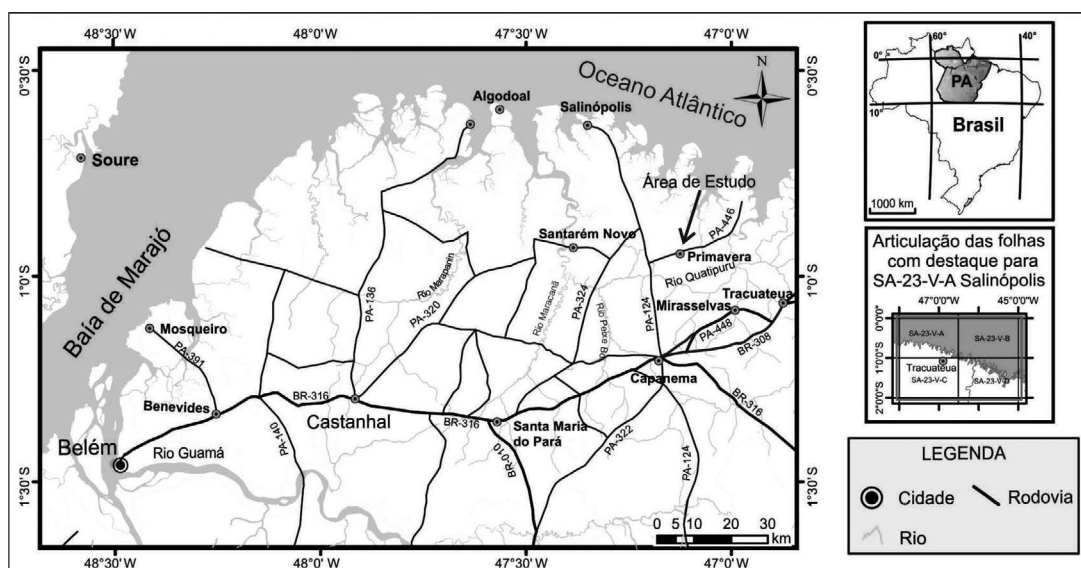 48°30'W
48°0'W
47°30'W
47°0'W
0°30'S
0°30'S
1°0'S
1°0'S
1°30'S
1°30'S
48°30'W
48°0'W
47°30'W
47°0'W
N
Oceano Atlântico
Algodoal
Salinópolis
Soure
Baía de Marajó
Área de Estudo
PA-446
Santarém Novo
Primavera
Rio Quatipuru
Rio Marapanin
Rio Maracanã
Rio Peixe Boi
PA-136
PA-320
PA-324
PA-124
Mirasselvas
Tracuateua
PA-448
BR-308
Mosqueiro
PA-391
Capanema
BR-316
Benevides
BR-316
Castanhal
BR-316
Santa Maria
do Pará
Belém
Rio Guamá
PA-140
BR-010
PA-322
PA-124
0 5 10 20 30
km
60°
40°
0°
10°
PA
Brasil
1000 km
Articulação das folhas
com destaque para
SA-23-V-A Salinópolis
47°0'0"W
45°0'0"W
0°0'0"S
1°0'0"S
2°0'0"S
SA-23-V-A
SA-23-V-B
Tracuateua
SA-23-V-C
SA-23-V-D
LEGENDA
Cidade
Rodovia
Rio